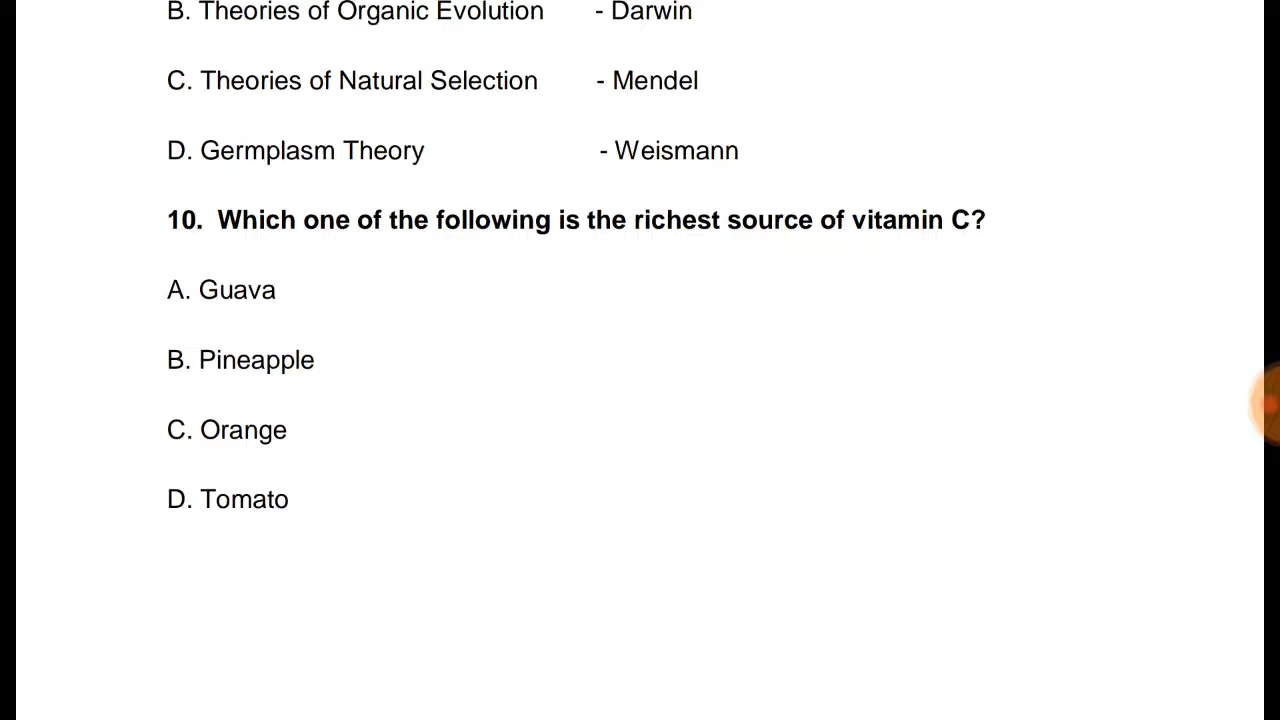 B. Theories of Organic Evolution - Darwin
C. Theories of Natural Selection - Mendel
D. Germplasm Theory - Weismann
10. Which one of the following is the richest source of vitamin C?
A. Guava
B. Pineapple
C. Orange
D. Tomato